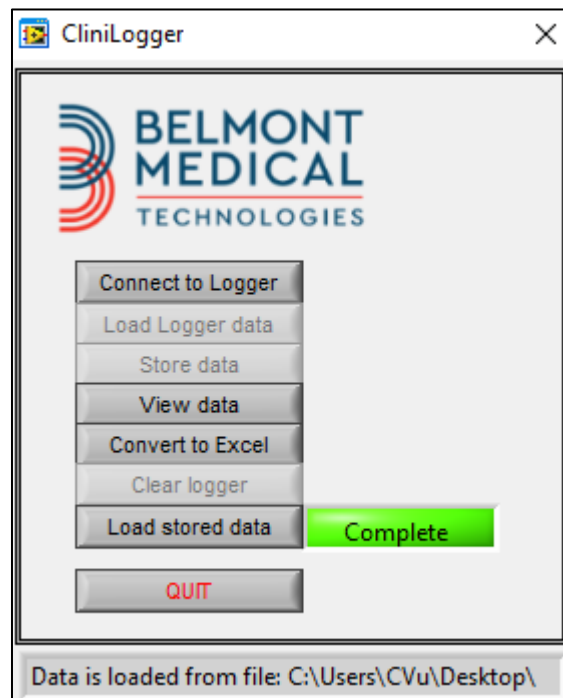 CliniLogger
BELMONT
MEDICAL
TECHNOLOGIES
Connect to Logger
Load Logger data
Store data
View data
Convert to Excel
Clear logger
Load stored data Complete
QUIT
Data is loaded from file: C:\Users\CVu\Desktop\